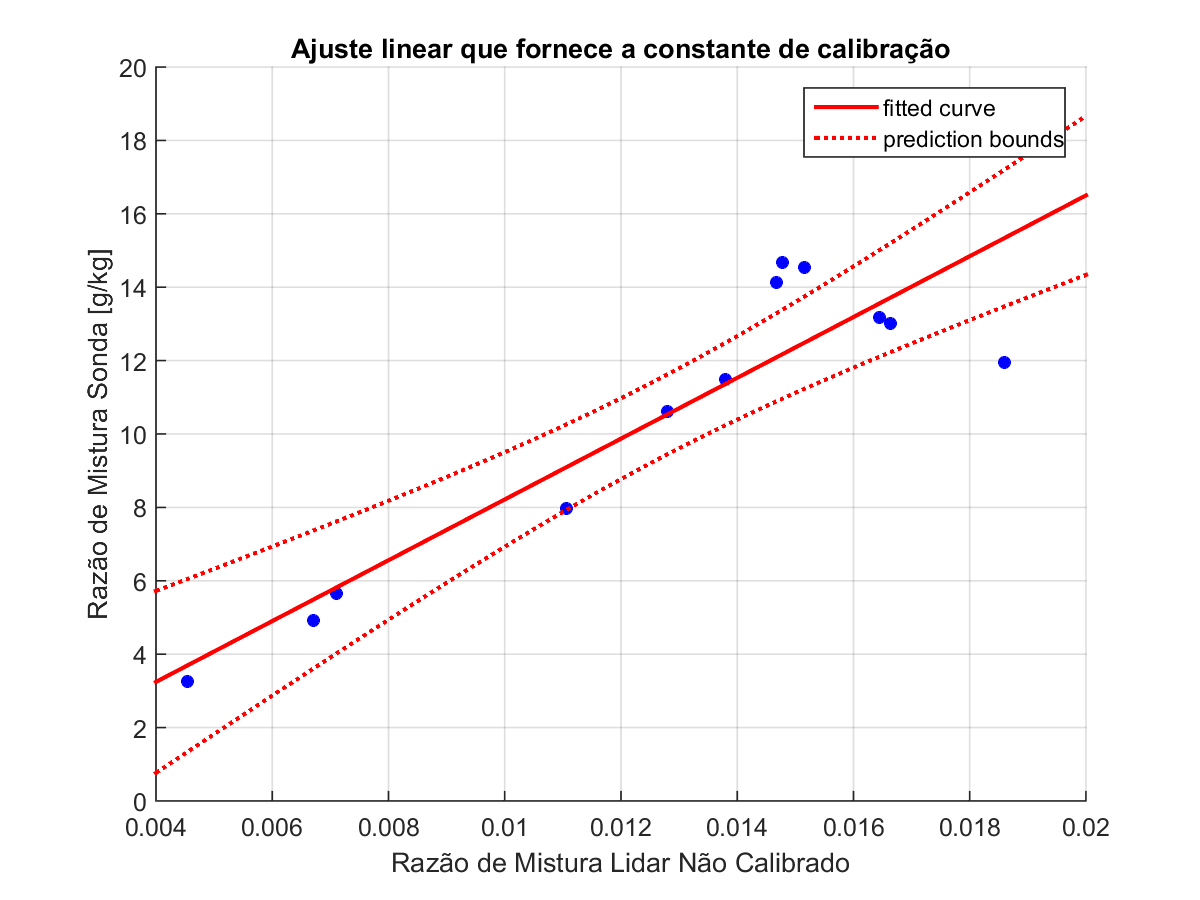 Ajuste linear que fornece a constante de calibração
fitted curve
prediction bounds
Razão de Mistura Sonda [g/kg]
20
18
16
14
12
10
8
6
4
2
0
0.004 0.006 0.008 0.01 0.012 0.014 0.016 0.018 0.02
Razão de Mistura Lidar Não Calibrado